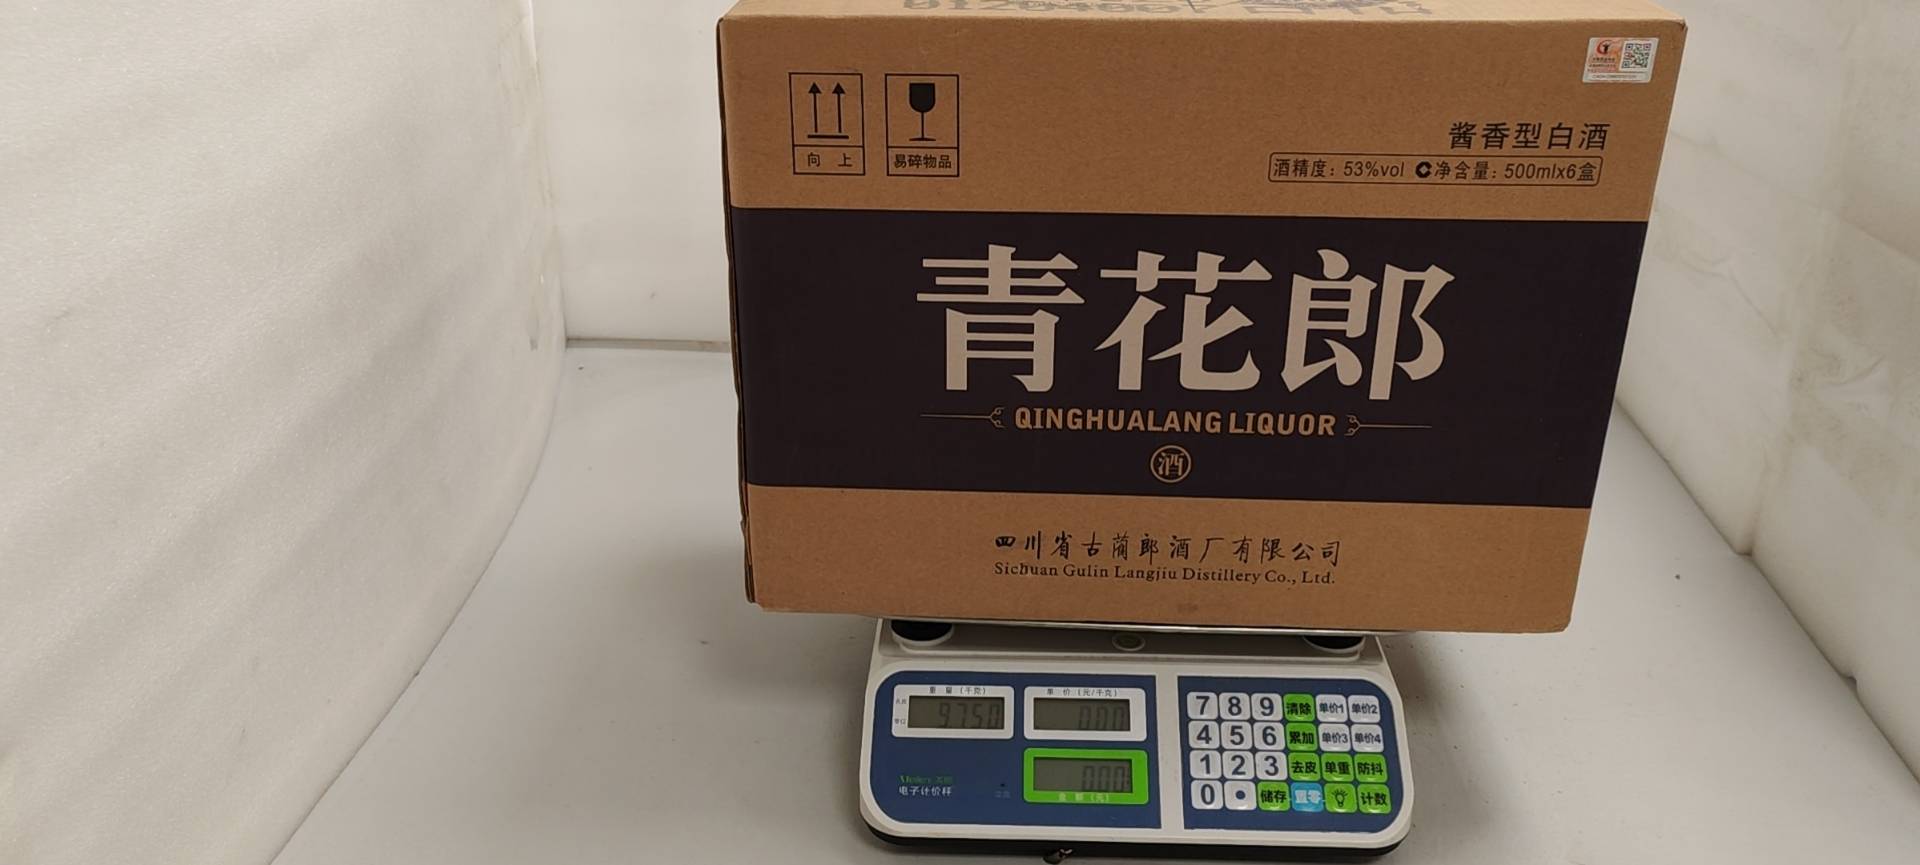 向 上
易碎物品
酱香型白酒
酒精度：53%vol C净含量：500mlx6盒
青花郎
QINGHUALANG LIQUOR
酒
四川省古蔺郎酒厂有限公司
Sichuan Gulin Langjiu Distillery Co., Ltd.
重 量 (千克)
单 价 (元/千克)
9.750
0.00
0.00
金 额 (元)
电子计价秤
7 8 9 清除 单价1 单价2
4 5 6 累加 单价3 单价4
1 2 3 去皮 单重 防抖
0 • 储存 置零 计数